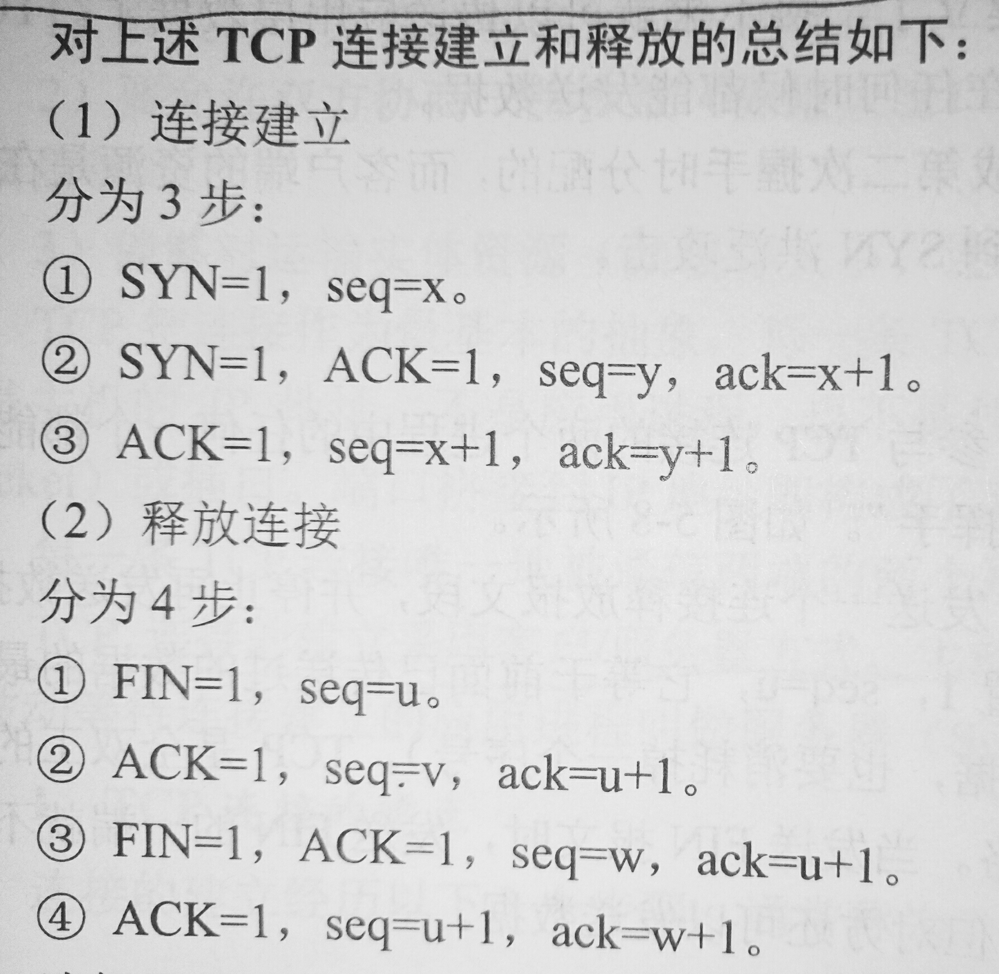 对上述 TCP 连接建立和释放的总结如下：
（1）连接建立
分为 3 步：
① SYN=1，seq=x。
② SYN=1，ACK=1，seq=y，ack=x+1。
③ ACK=1，seq=x+1，ack=y+1。
（2）释放连接
分为 4 步：
① FIN=1，seq=u。
② ACK=1，seq=v，ack=u+1。
③ FIN=1，ACK=1，seq=w，ack=u+1。
④ ACK=1，seq=u+1，ack=w+1。